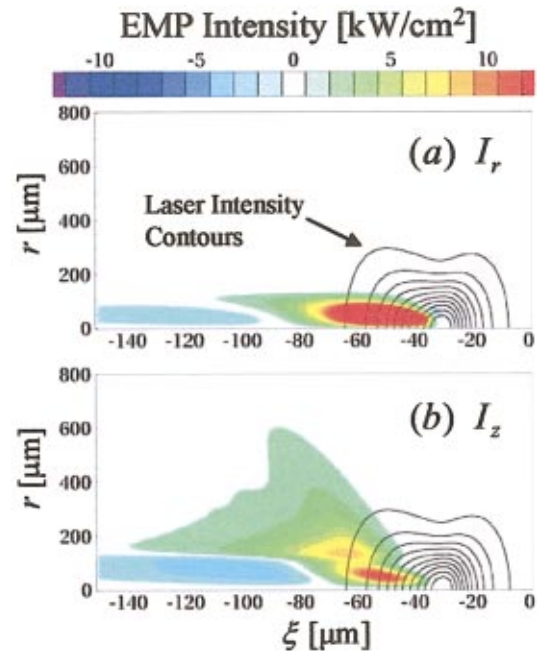 EMP Intensity [kW/cm²]
-10 -5 0 5 10
800
600
400
200
0
r [μm]
(a) I_r
Laser Intensity
Contours
-140 -120 -100 -80 -60 -40 -20
800
600
400
200
0
r [μm]
(b) I_z
-140 -120 -100 -80 -60 -40 -20
ξ [μm]